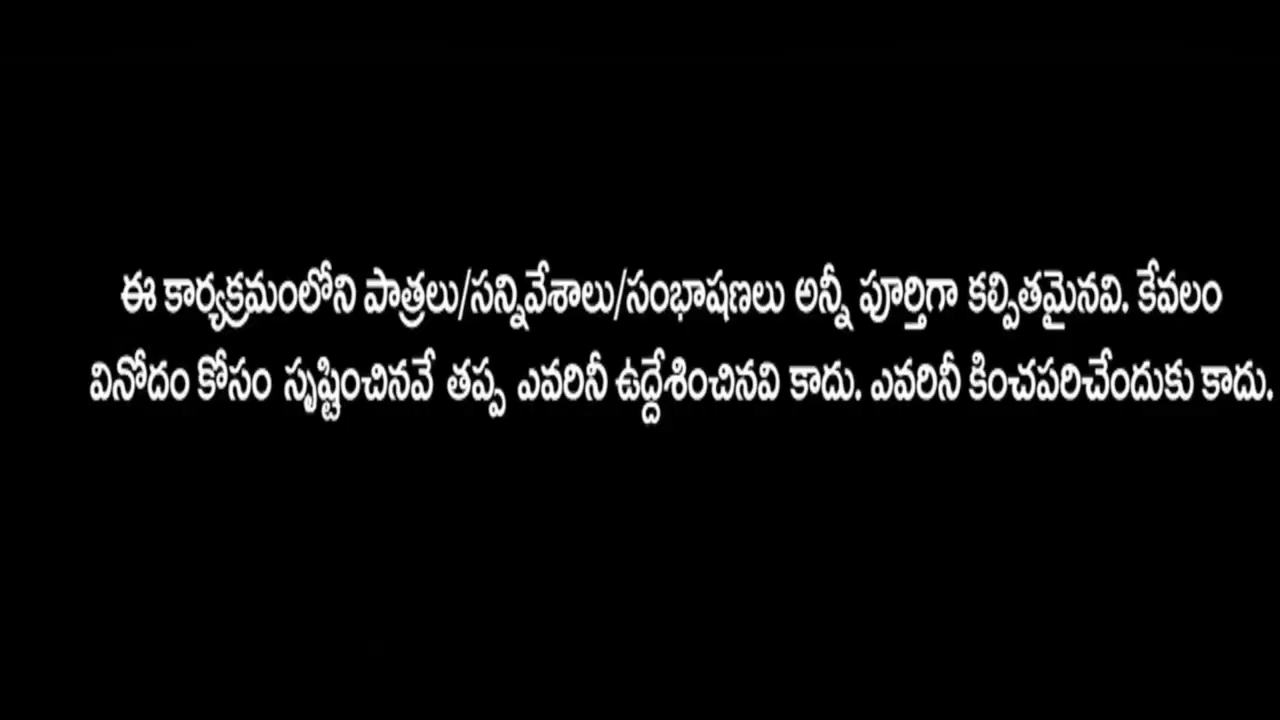 ఈ కార్యక్రమంలోని పాత్రలు/సన్నివేశాలు/సంభాషణలు అన్నీ పూర్తిగా కల్పితమైనవి. కేవలం
వినోదం కోసం సృష్టించినవే తప్ప ఎవరినీ ఉద్దేశించినవి కాదు. ఎవరినీ కించపరిచేందుకు కాదు.